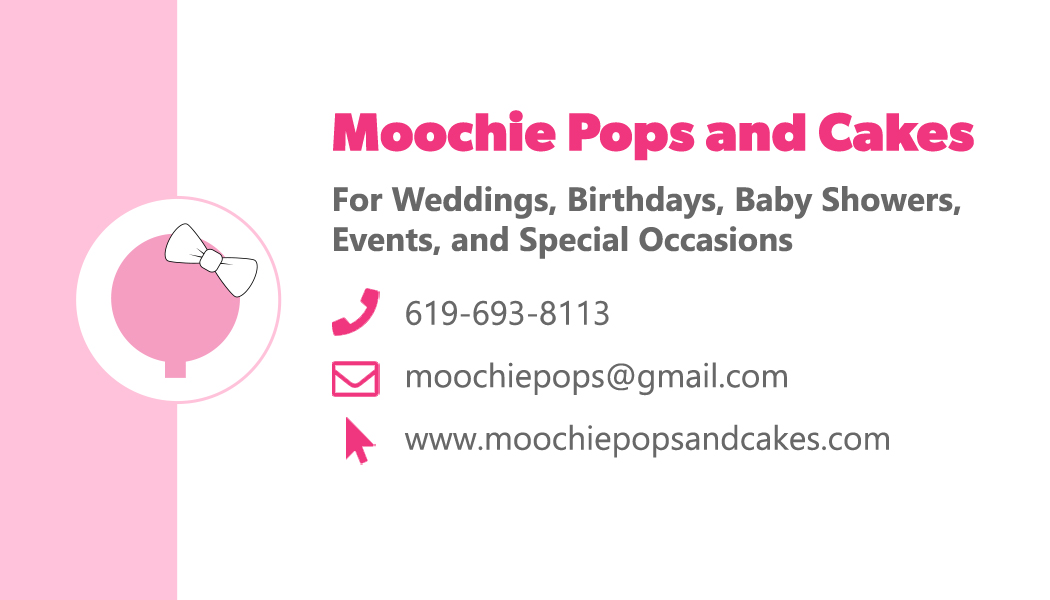 Moochie Pops and Cakes
For Weddings, Birthdays, Baby Showers,
Events, and Special Occasions
619-693-8113
moochiepops@gmail.com
www.moochiepopsandcakes.com